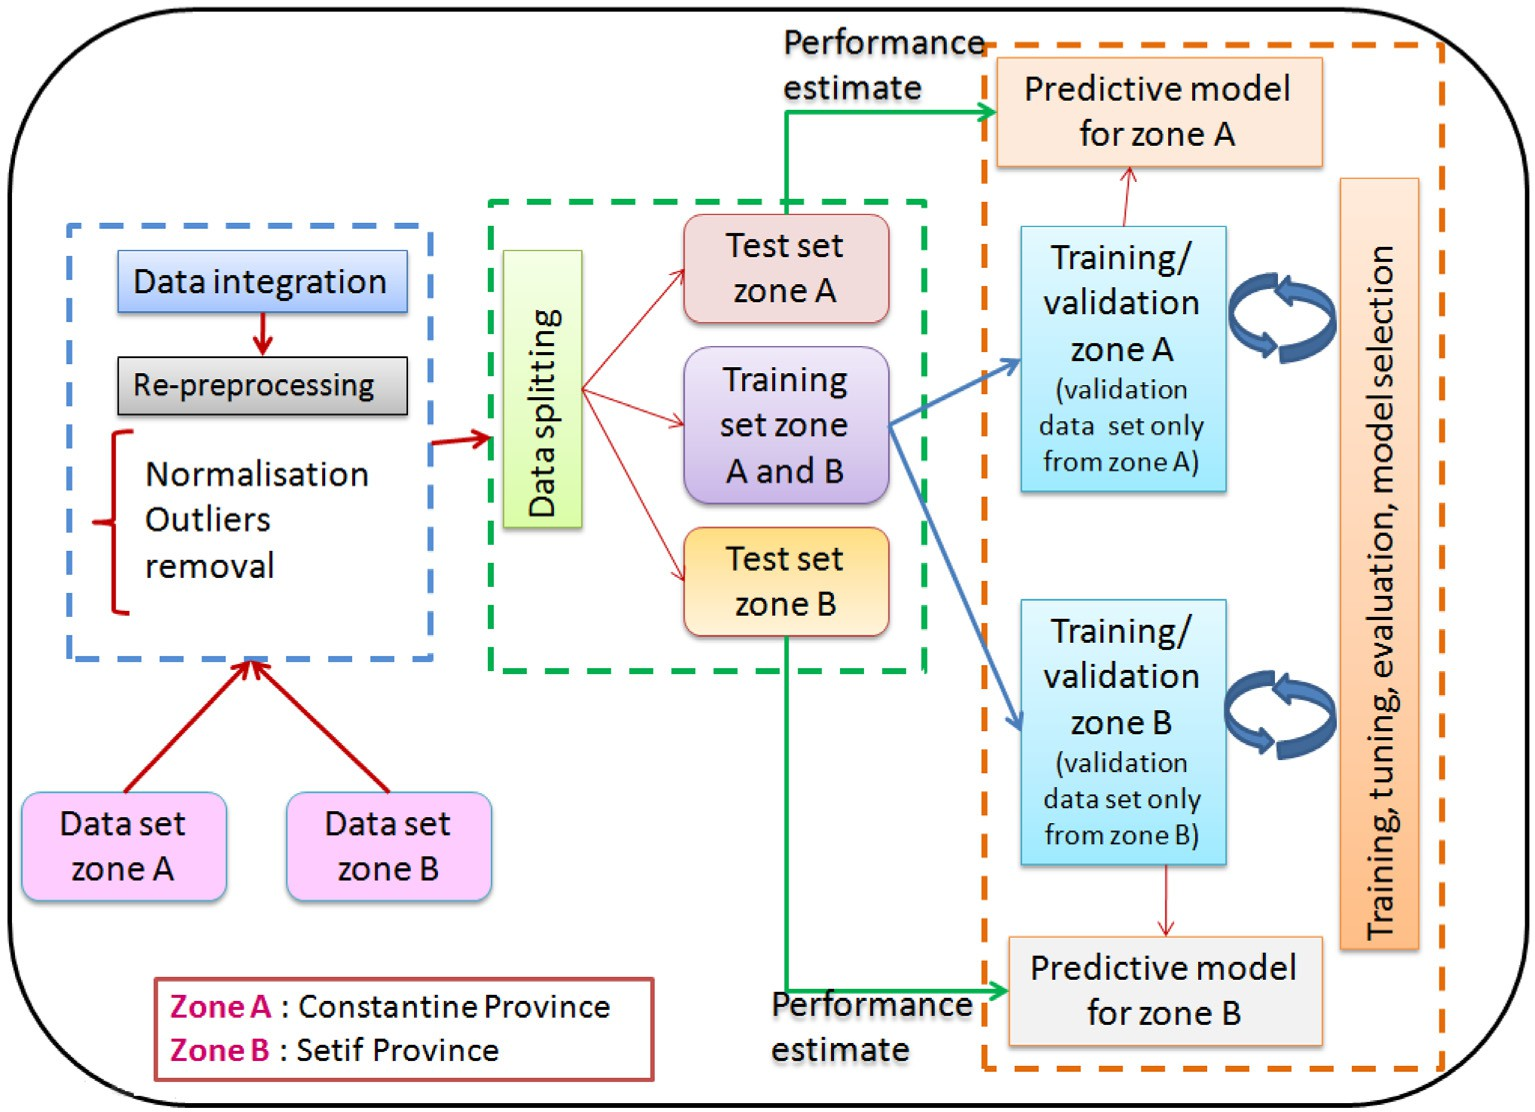 Performance
estimate
Predictive model
for zone A
Data integration
Re-preprocessing
Normalisation
Outliers
removal
Data splitting
Test set
zone A
Training
set zone
A and B
Test set
zone B
Training/
validation
zone A
(validation
data set only
from zone A)
Training/
validation
zone B
(validation
data set only
from zone B)
Training, tuning, evaluation, model selection
Data set
zone A
Data set
zone B
Predictive model
for zone B
Performance
estimate
Zone A : Constantine Province
Zone B : Setif Province